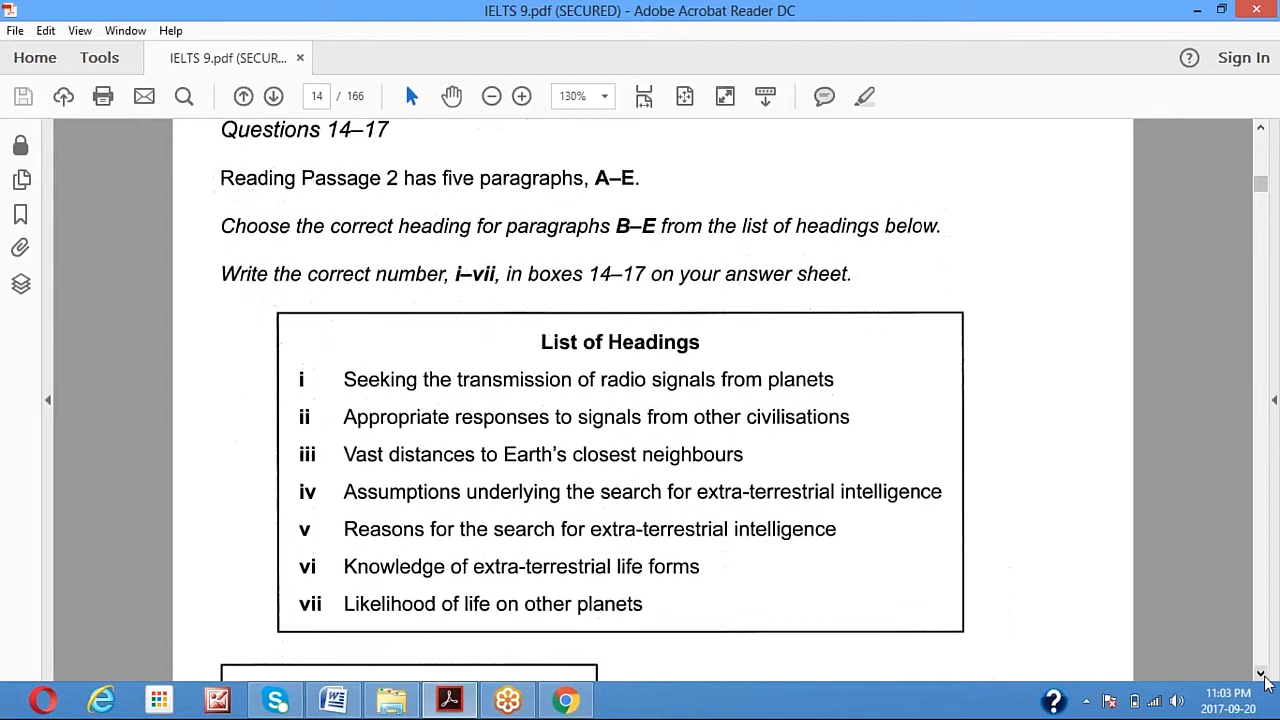 IELTS 9.pdf (SECURED) - Adobe Acrobat Reader DC
File Edit View Window Help
Home Tools IELTS 9.pdf (SECUR... × Sign In
14 / 166 130%
Questions 14–17
Reading Passage 2 has five paragraphs, A–E.
Choose the correct heading for paragraphs B–E from the list of headings below.
Write the correct number, i–vii, in boxes 14–17 on your answer sheet.
List of Headings
i Seeking the transmission of radio signals from planets
ii Appropriate responses to signals from other civilisations
iii Vast distances to Earth's closest neighbours
iv Assumptions underlying the search for extra-terrestrial intelligence
v Reasons for the search for extra-terrestrial intelligence
vi Knowledge of extra-terrestrial life forms
vii Likelihood of life on other planets
11:03 PM
2017-09-20